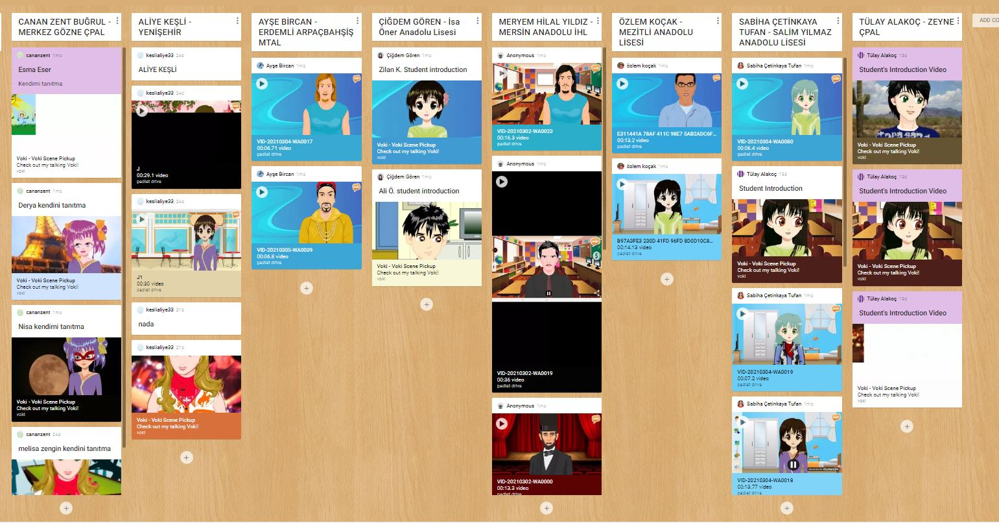 CANAN ZENT BUĞRUL -
MERKEZ GÖZNE ÇPAL
cananzent 1mo
Esma Eser
Kendimi tanıtma
Voki - Voki Scene Pickup
Check out my talking Voki!
voki
cananzent 1mo
Derya kendini tanıtma
Voki - Voki Scene Pickup
Check out my talking Voki!
voki
cananzent 1mo
Nisa kendimi tanıtma
Voki - Voki Scene Pickup
Check out my talking Voki!
voki
cananzent 24d
melisa zengin kendini tanıtma
ALİYE KEŞLİ -
YENİŞEHİR
keslialiye33 24d
ALİYE KEŞLİ
keslialiye33 24d
J
00:29.1 video
padlet drive
keslialiye33 24d
J1
00:30 video
padlet drive
keslialiye33 21d
nada
keslialiye33 21d
Voki - Voki Scene Pickup
Check out my talking Voki!
voki
AYŞE BİRCAN -
ERDEMLİ ARPAÇBAHŞİŞ
MTAL
Ayşe Bircan 1mo
voki
VID-20210304-WA0017
00:06.71 video
padlet drive
Ayşe Bircan 1mo
voki
VID-20210305-WA0039
00:06.8 video
padlet drive
ÇİĞDEM GÖREN - İsa
Öner Anadolu Lisesi
Çiğdem Gören 1mo
Zilan K. Student introduction
Voki - Voki Scene Pickup
Check out my talking Voki!
voki
Çiğdem Gören 1mo
Ali Ö. student introduction
Voki - Voki Scene Pickup
Check out my talking Voki!
voki
MERYEM HİLAL YILDIZ -
MERSİN ANADOLU İHL
Anonymous 1mo
voki
VID-20210302-WA0023
00:16.3 video
padlet drive
Anonymous 1mo
voki
VID-20210302-WA0019
00:36 video
padlet drive
Anonymous 1mo
voki
VID-20210302-WA0000
00:13.3 video
padlet drive
ÖZLEM KOÇAK -
MEZİTLİ ANADOLU
LİSESİ
özlem koçak 1mo
voki
E311441A 78AF 411C 98E7 5AB2ADC6F...
00:13.2 video
padlet drive
özlem koçak 1mo
B97A3FE3 230D 41FD 96FD 8D0D10C8...
00:14.13 video
padlet drive
SABİHA ÇETİNKAYA
TUFAN - SALİM YILMAZ
ANADOLU LİSESİ
Sabiha Çetinkaya Tufan 1mo
voki
VID-20210304-WA0080
00:06.4 video
padlet drive
Tülay Alakoç 19d
Student Introduction
Voki - Voki Scene Pickup
Check out my talking Voki!
voki
Sabiha Çetinkaya Tufan 1mo
voki
VID-20210304-WA0019
00:07.2 video
padlet drive
Sabiha Çetinkaya Tufan 1mo
voki
VID-20210304-WA0018
00:13.77 video
padlet drive
TÜLAY ALAKOÇ - ZEYNE
ÇPAL
Tülay Alakoç 19d
Student's Introduction Video
Voki - Voki Scene Pickup
Check out my talking Voki!
voki
Tülay Alakoç 19d
Student's Introduction Video
Voki - Voki Scene Pickup
Check out my talking Voki!
voki
Tülay Alakoç 19d
Student's Introduction Video
Voki - Voki Scene Pickup
Check out my talking Voki!
voki
ADD CO